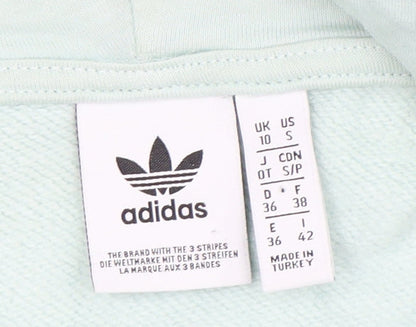 adidas
THE BRAND WITH THE 3 STRIPES
DIE WELTMARKE MIT DEN 3 STREIFEN
LA MARQUE AUX 3 BANDES
UK US
10 S
J CDN
OT S/P
D * F
36 38
E I
36 42
MADE IN
TURKEY